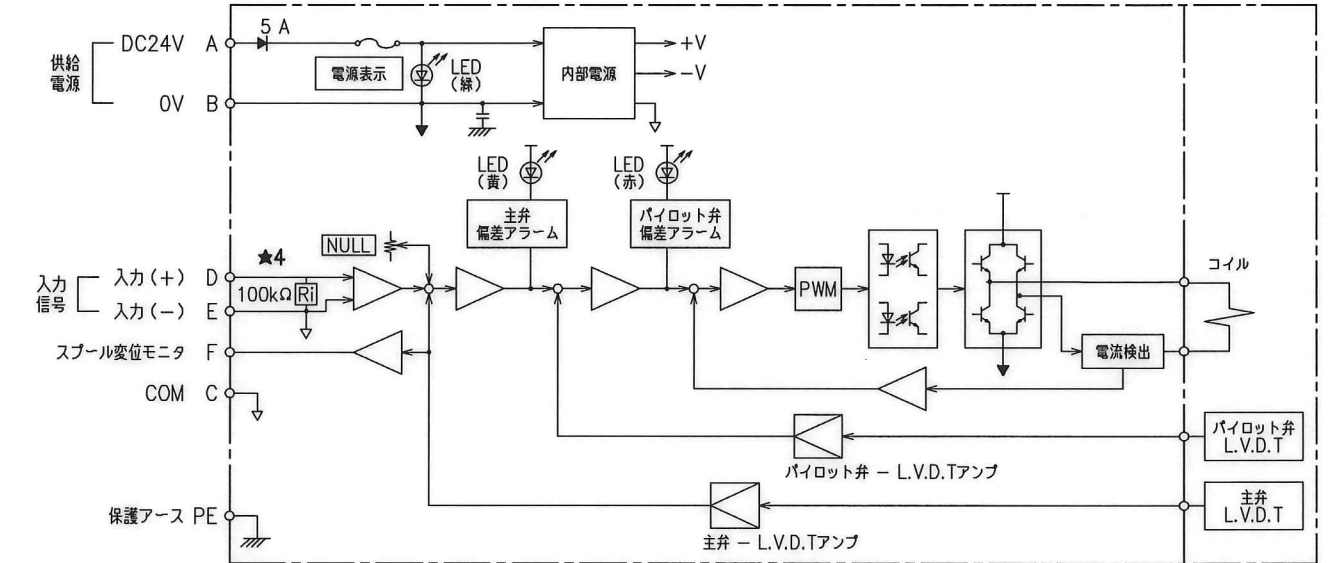 5 A
DC24V A
供給
電源
0V B
電源表示
LED
(緑)
内部電源
+V
-V
LED
(黄)
LED
(赤)
主弁
偏差アラーム
パイロット弁
偏差アラーム
NULL
★4
入力
信号
入力(+) D
100kΩ Ri
入力(-) E
PWM
コイル
スプール変位モニタ F
電流検出
COM C
パイロット弁
L.V.D.T
パイロット弁 - L.V.D.Tアンプ
主弁
L.V.D.T
保護アース PE
主弁 - L.V.D.Tアンプ